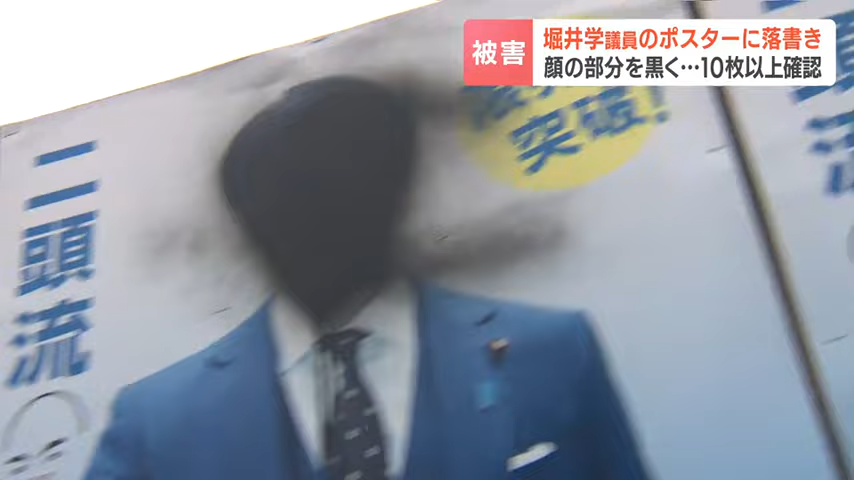 被害
堀井学議員のポスターに落書き
顔の部分を黒く…10枚以上確認
突破!
二頭流